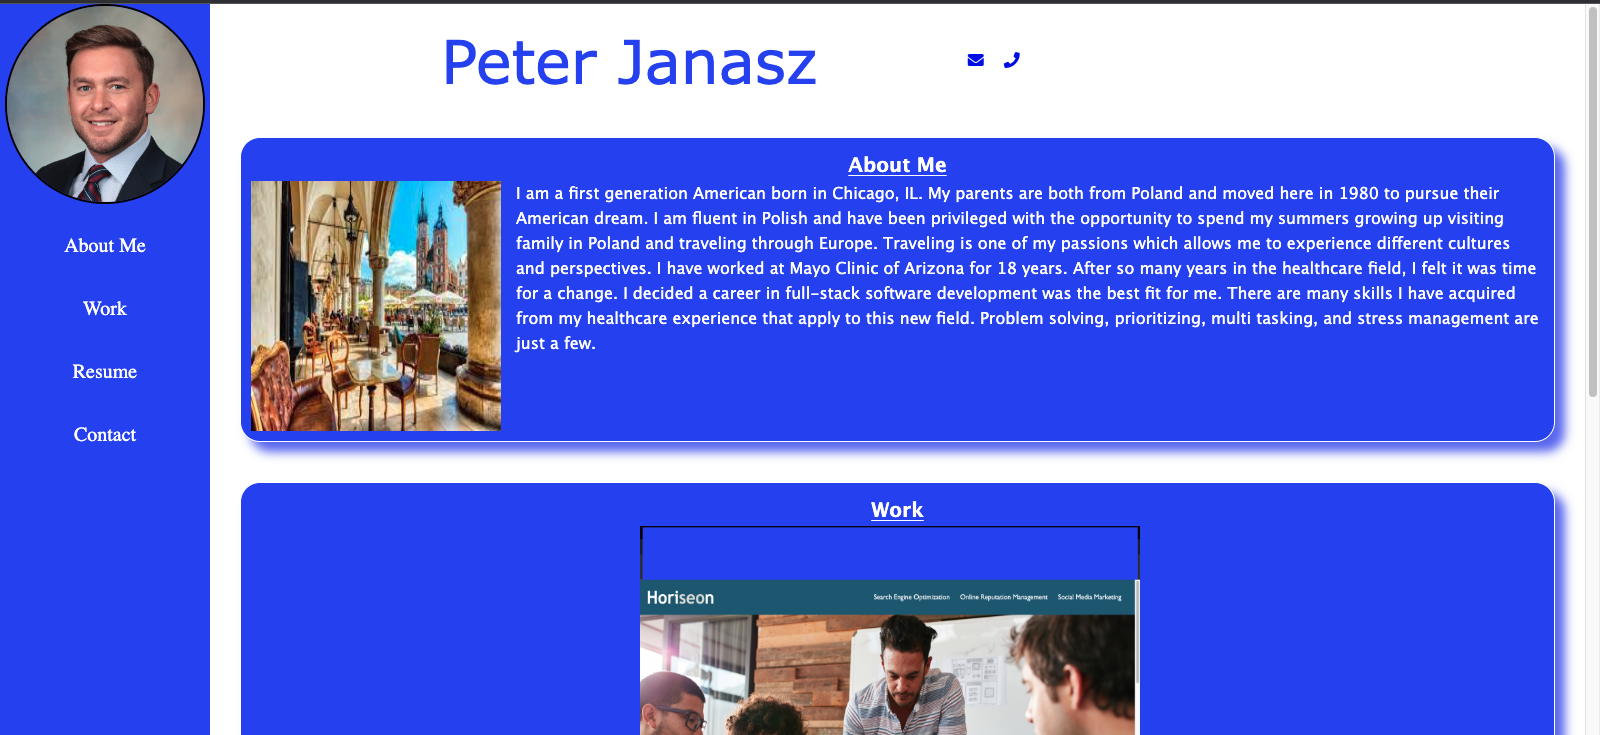 Peter Janasz
About Me
Work
Resume
Contact
About Me
I am a first generation American born in Chicago, IL. My parents are both from Poland and moved here in 1980 to pursue their
American dream. I am fluent in Polish and have been privileged with the opportunity to spend my summers growing up visiting
family in Poland and traveling through Europe. Traveling is one of my passions which allows me to experience different cultures
and perspectives. I have worked at Mayo Clinic of Arizona for 18 years. After so many years in the healthcare field, I felt it was time
for a change. I decided a career in full-stack software development was the best fit for me. There are many skills I have acquired
from my healthcare experience that apply to this new field. Problem solving, prioritizing, multi tasking, and stress management are
just a few.
Work
Horiseon
Search Engine Optimization Online Reputation Management Social Media Marketing